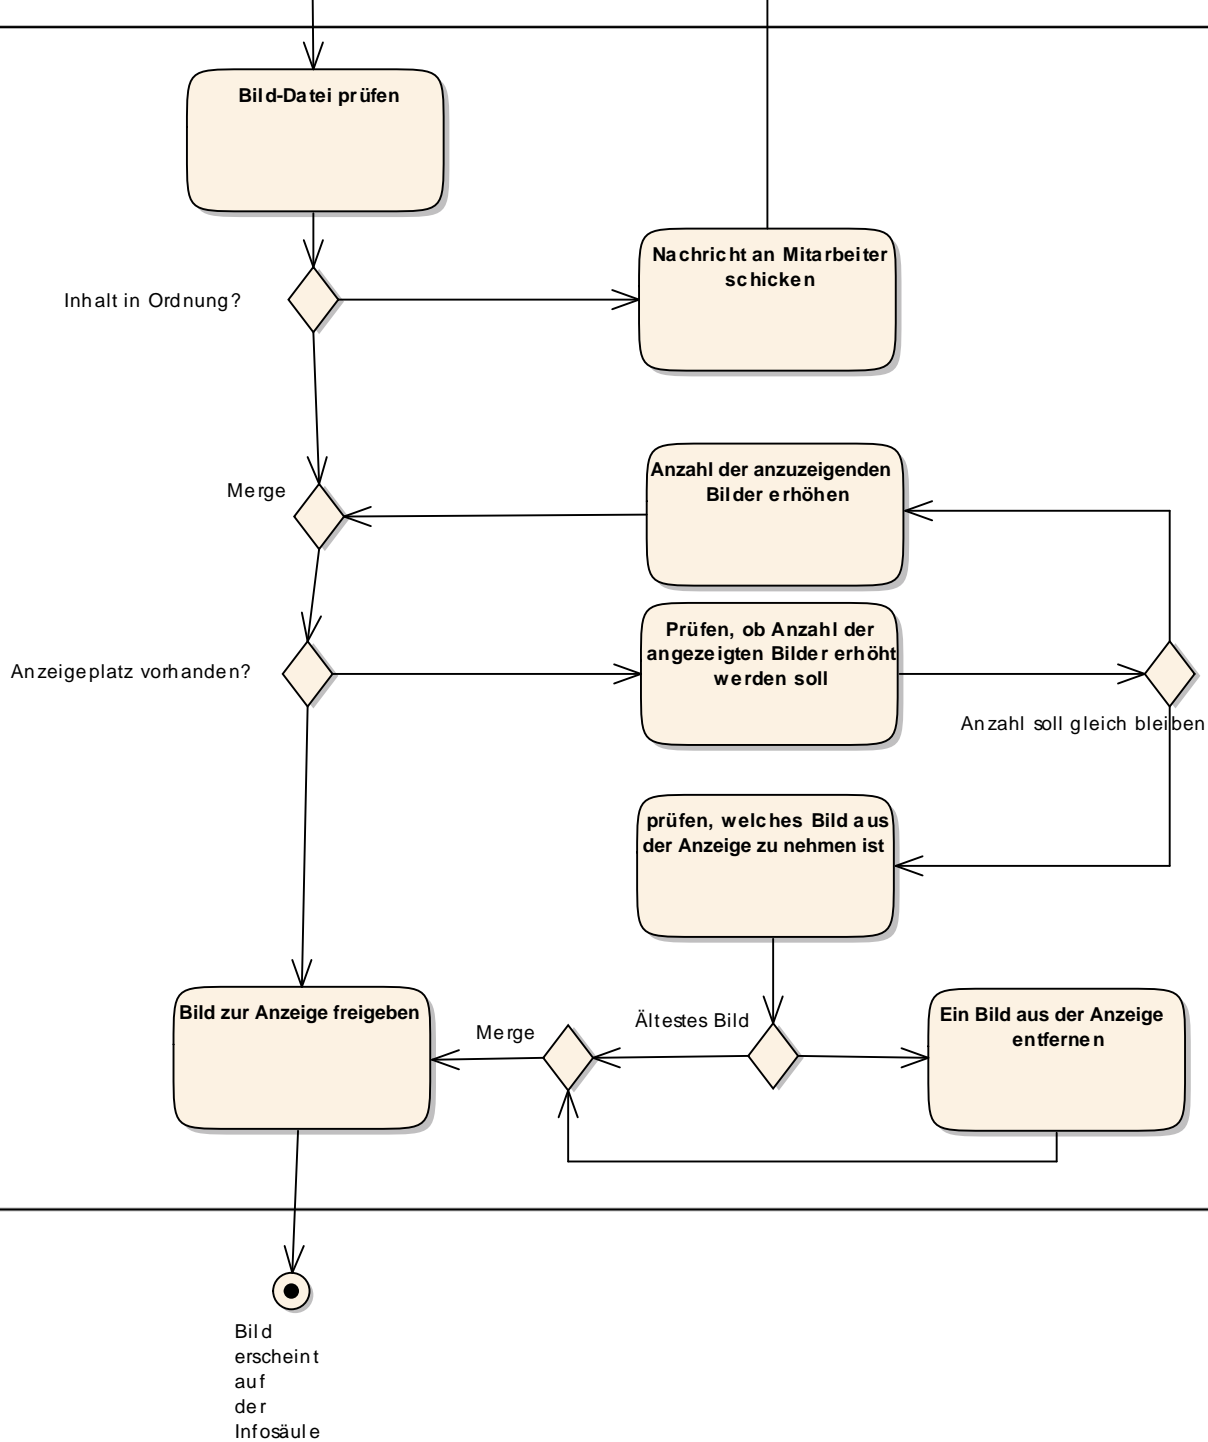 Bild-Datei prüfen
Nachricht an Mitarbeiter
schicken
Inhalt in Ordnung?
Anzahl der anzuzeigenden
Bilder erhöhen
Merge
Prüfen, ob Anzahl der
angezeigten Bilder erhöht
werden soll
Anzeigeplatz vorhanden?
Anzahl soll gleich bleiben
prüfen, welches Bild aus
der Anzeige zu nehmen ist
Bild zur Anzeige freigeben
Merge
Ältestes Bild
Ein Bild aus der Anzeige
entfernen
Bild
erscheint
auf
der
Infosäule